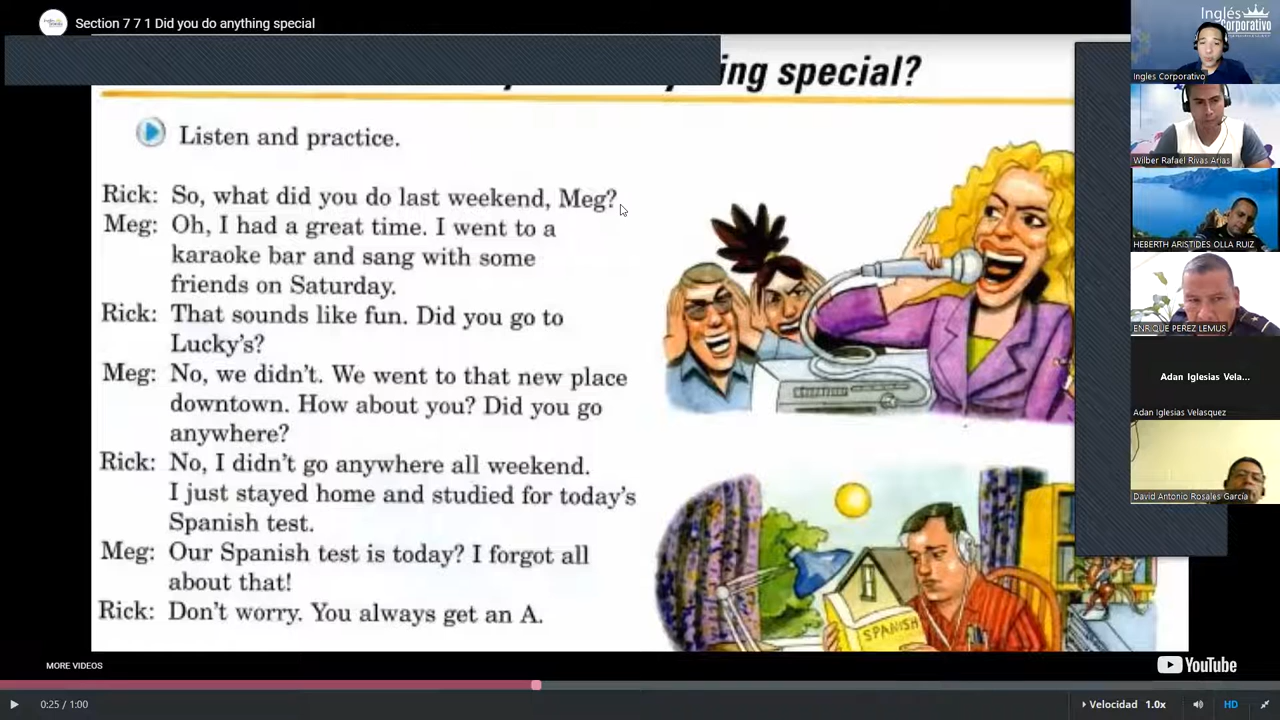 Section 7 7 1 Did you do anything special
ing special?
Listen and practice.
Rick: So, what did you do last weekend, Meg?
Meg: Oh, I had a great time. I went to a
karaoke bar and sang with some
friends on Saturday.
Rick: That sounds like fun. Did you go to
Lucky's?
Meg: No, we didn't. We went to that new place
downtown. How about you? Did you go
anywhere?
Rick: No, I didn't go anywhere all weekend.
I just stayed home and studied for today's
Spanish test.
Meg: Our Spanish test is today? I forgot all
about that!
Rick: Don't worry. You always get an A.
SPANISH
Inglés
Corporativo
Ingles Corporativo
Wilber Rafael Rivas Arias
HEBERTH ARISTIDES OLLA RUIZ
ENRIQUE PEREZ LEMUS
Adan Iglesias Vela...
Adan Iglesias Velasquez
David Antonio Rosales García
MORE VIDEOS
YouTube
0:25 / 1:00
Velocidad 1.0x
HD